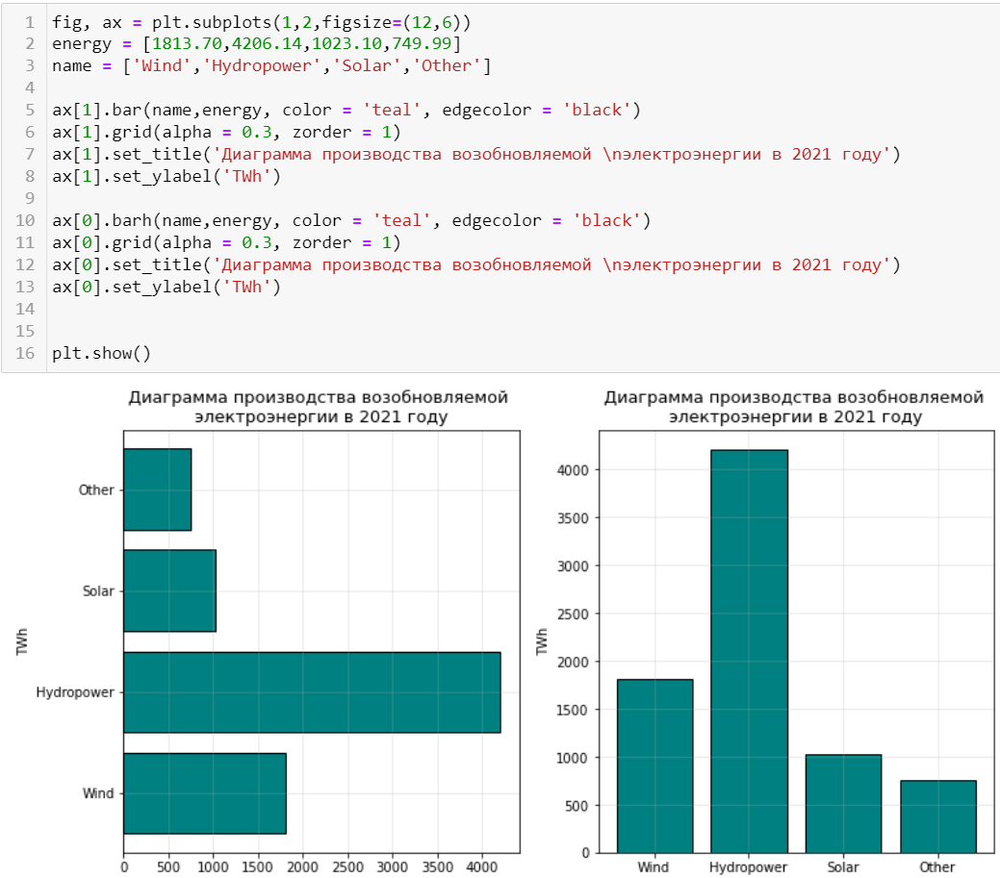 1 fig, ax = plt.subplots(1,2,figsize=(12,6))
2 energy = [1813.70,4206.14,1023.10,749.99]
3 name = ['Wind','Hydropower','Solar','Other']
4
5 ax[1].bar(name,energy, color = 'teal', edgecolor = 'black')
6 ax[1].grid(alpha = 0.3, zorder = 1)
7 ax[1].set_title('Диаграмма производства возобновляемой \nэлектроэнергии в 2021 году')
8 ax[1].set_ylabel('TWh')
9
10 ax[0].barh(name,energy, color = 'teal', edgecolor = 'black')
11 ax[0].grid(alpha = 0.3, zorder = 1)
12 ax[0].set_title('Диаграмма производства возобновляемой \nэлектроэнергии в 2021 году')
13 ax[0].set_ylabel('TWh')
14
15
16 plt.show()
Диаграмма производства возобновляемой
электроэнергии в 2021 году
Other
Solar
TWh
Hydropower
Wind
0 500 1000 1500 2000 2500 3000 3500 4000
Диаграмма производства возобновляемой
электроэнергии в 2021 году
4000
3500
3000
2500
TWh
2000
1500
1000
500
0
Wind Hydropower Solar Other